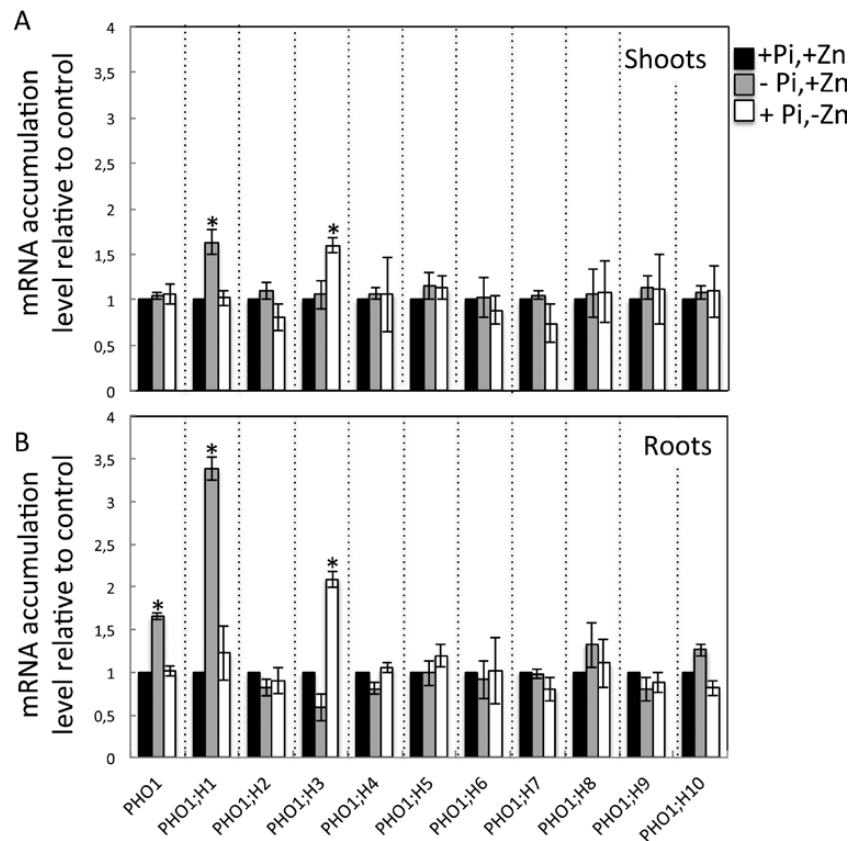 A
mRNA accumulation
level relative to control
4
3,5
3
2,5
2
1,5
1
0,5
0
*
*
Shoots
+Pi,+Zn
- Pi,+Zn
+ Pi,-Zn
B
mRNA accumulation
level relative to control
4
3,5
3
2,5
2
1,5
1
0,5
0
*
*
*
Roots
PHO1
PHO1;H1
PHO1;H2
PHO1;H3
PHO1;H4
PHO1;H5
PHO1;H6
PHO1;H7
PHO1;H8
PHO1;H9
PHO1;H10